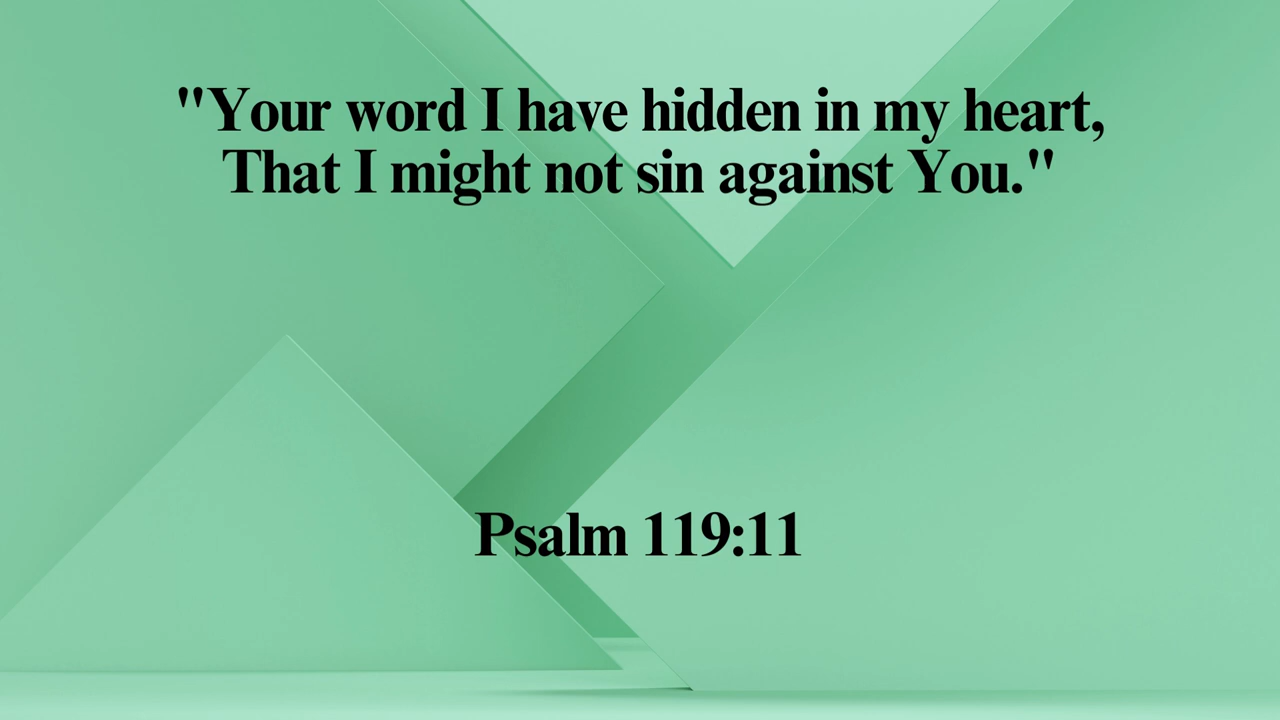 "Your word I have hidden in my heart,
That I might not sin against You."
Psalm 119:11